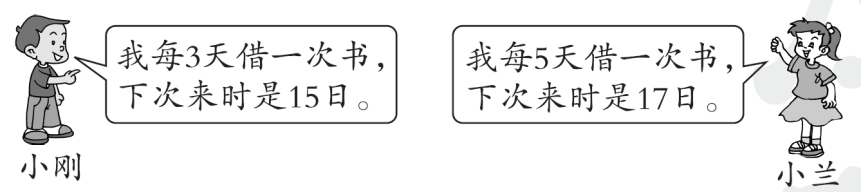 我每3天借一次书，
下次来时是15日。
小刚
我每5天借一次书，
下次来时是17日。
小兰